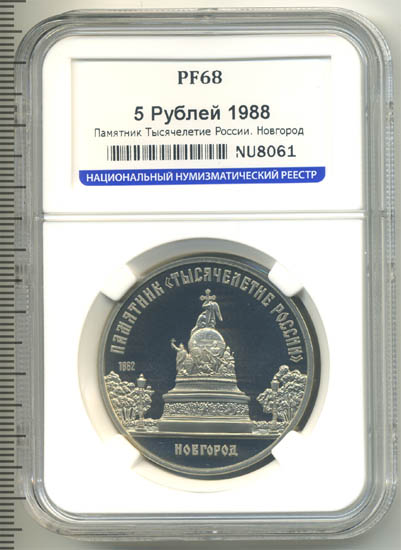 PF68
5 Рублей 1988
Памятник Тысячелетие России. Новгород
NU8061
НАЦИОНАЛЬНЫЙ НУМИЗМАТИЧЕСКИЙ РЕЕСТР
ПАМЯТНИК «ТЫСЯЧЕЛЕТИЕ РОССИИ»
1862
НОВГОРОД